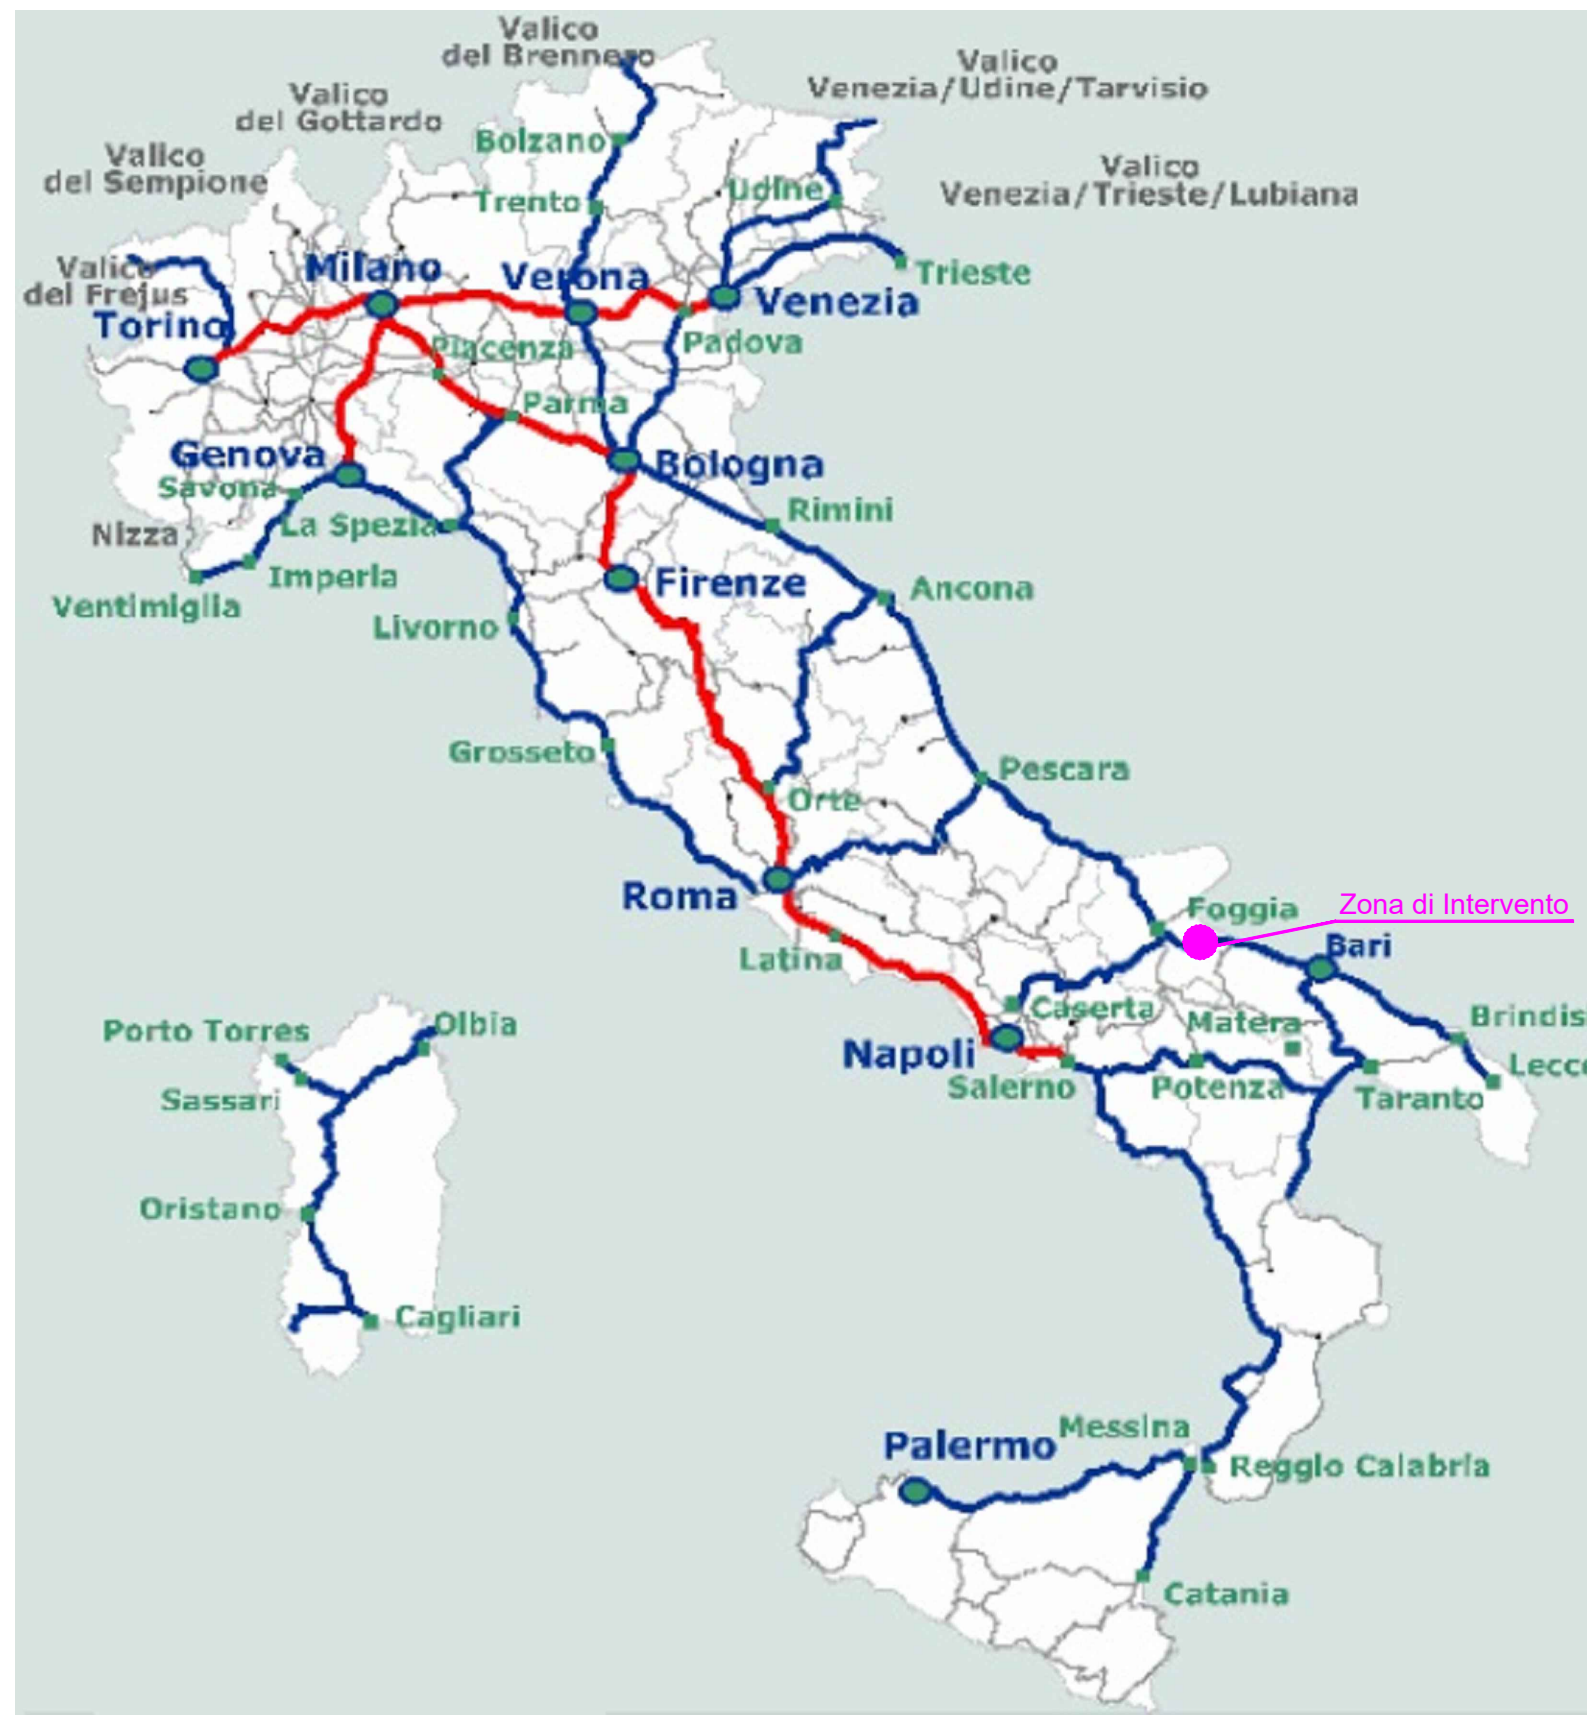 Valico
del Brennero
Valico
Venezia/Udine/Tarvisio
Valico
del Gottardo
Bolzano
Valico
del Sempione
Valico
Venezia/Trieste/Lubiana
Trento
Udine
Valico
del Frejus
Milano
Verona
Venezia
Trieste
Torino
Piacenza
Padova
Parma
Genova
Bologna
Savona
Rimini
La Spezia
Nizza
Imperia
Firenze
Ancona
Ventimiglia
Livorno
Grosseto
Pescara
Orte
Roma
Foggia
Zona di Intervento
Bari
Latina
Caserta
Matera
Brindis
Porto Torres
Olbia
Napoli
Salerno
Potenza
Lecce
Sassari
Taranto
Oristano
Cagliari
Messina
Palermo
Reggio Calabria
Catania